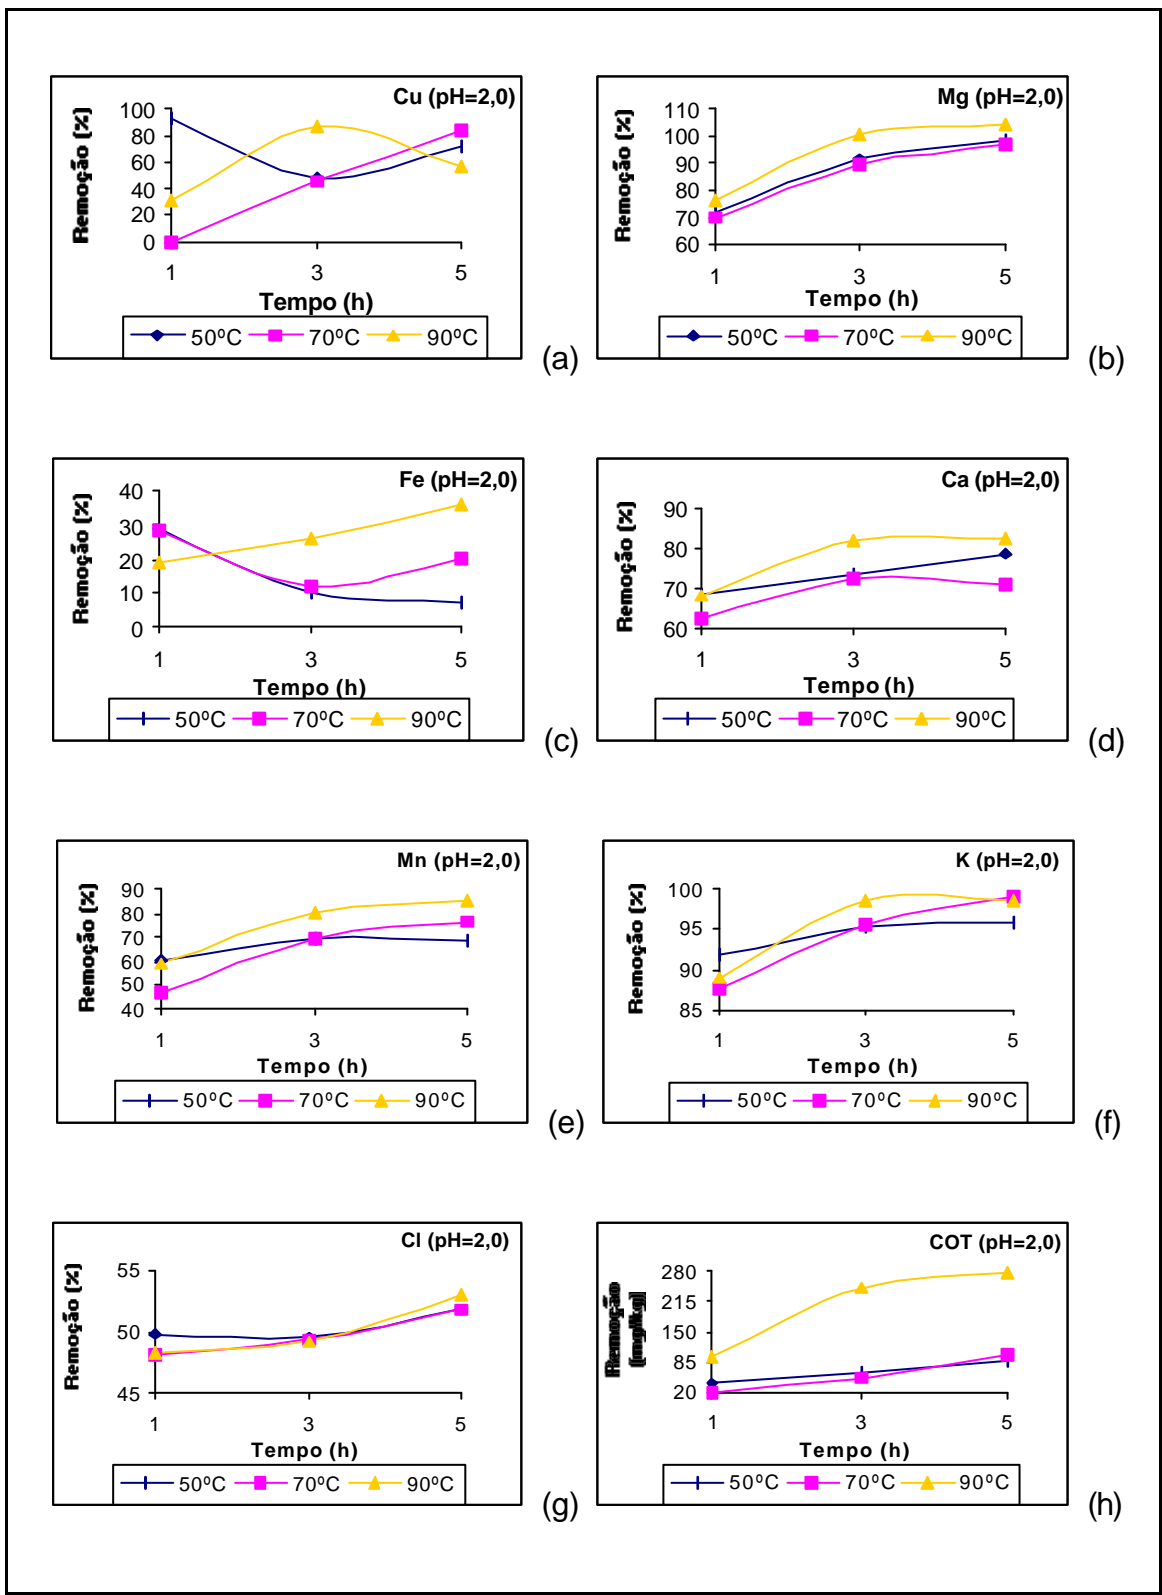 Cu (pH=2,0)
Remoção (%)
100
80
60
40
20
0
1 3 5
Tempo (h)
50ºC 70ºC 90ºC
(a)
Mg (pH=2,0)
Remoção (%)
110
100
90
80
70
60
1 3 5
Tempo (h)
50ºC 70ºC 90ºC
(b)
Fe (pH=2,0)
Remoção (%)
40
30
20
10
0
1 3 5
Tempo (h)
50ºC 70ºC 90ºC
(c)
Ca (pH=2,0)
Remoção (%)
90
80
70
60
1 3 5
Tempo (h)
50ºC 70ºC 90ºC
(d)
Mn (pH=2,0)
Remoção (%)
90
80
70
60
50
40
1 3 5
Tempo (h)
50ºC 70ºC 90ºC
(e)
K (pH=2,0)
Remoção (%)
100
95
90
85
1 3 5
Tempo (h)
50ºC 70ºC 90ºC
(f)
Cl (pH=2,0)
Remoção (%)
55
50
45
1 3 5
Tempo (h)
50ºC 70ºC 90ºC
(g)
COT (pH=2,0)
Remoção
(mg/kg)
280
215
150
85
20
1 3 5
Tempo (h)
50ºC 70ºC 90ºC
(h)